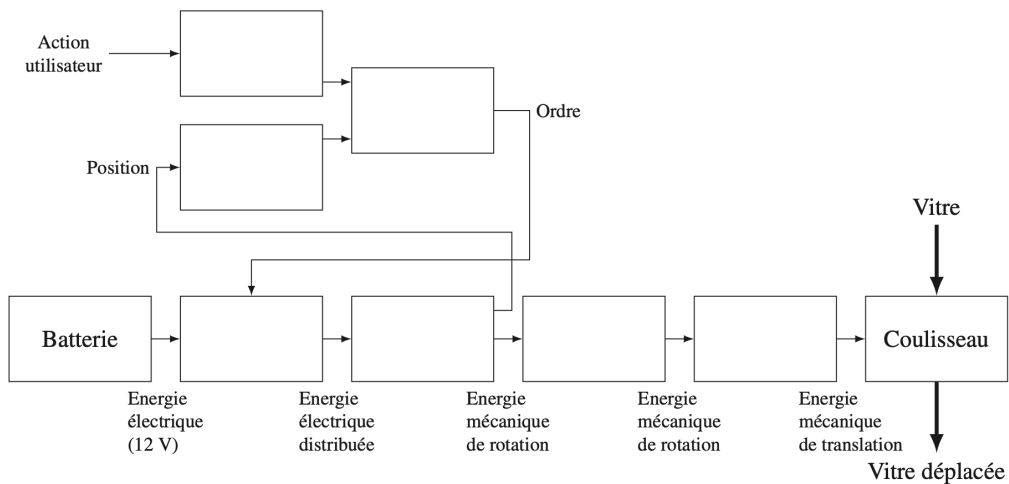 Action
utilisateur
Ordre
Position
Vitre
Batterie
Coulisseau
Energie
électrique
(12 V)
Energie
électrique
distribuée
Energie
mécanique
de rotation
Energie
mécanique
de rotation
Energie
mécanique
de translation
Vitre déplacée